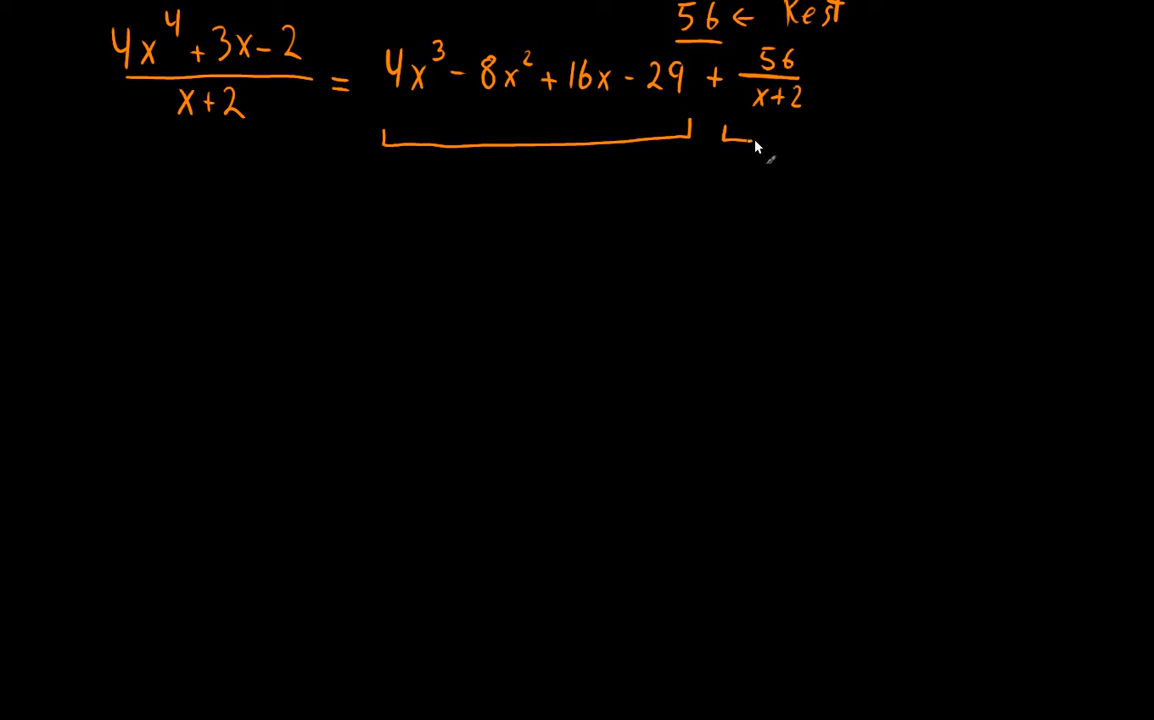 56 ← Rest
4x⁴ + 3x - 2 / x + 2 = 4x³ - 8x² + 16x - 29 + 56 / x + 2